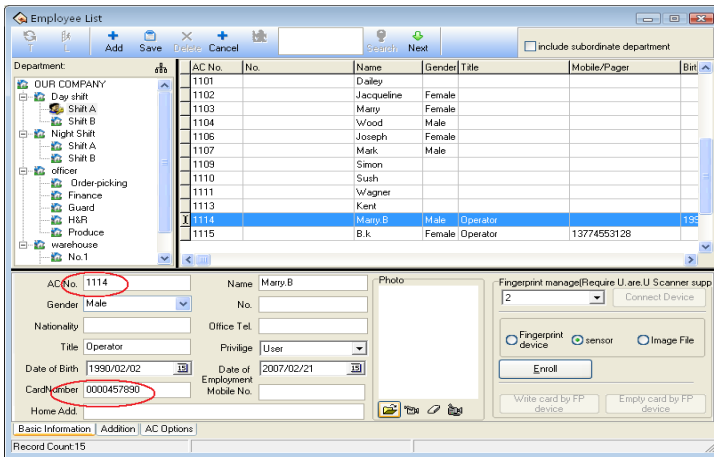 Employee List
T L Add Save Delete Cancel Search Next
include subordinate department
Department:
OUR COMPANY
Day shift
Shift A
Shift B
Night Shift
Shift A
Shift B
officer
Order-picking
Finance
Guard
H&R
Produce
warehouse
No.1
AC No. No. Name Gender Title Mobile/Pager Birt
1101 Dailey
1102 Jacqueline Female
1103 Marry Female
1104 Wood Male
1106 Joseph Female
1107 Mark Male
1109 Simon
1110 Sush
1111 Wagner
1113 Kent
1114 Marry.B Male Operator 199
1115 B.k Female Operator 13774553128
AC No. 1114
Gender Male
Nationality
Title Operator
Date of Birth 1990/02/02 15
CardNumber 0000457890
Home Add.
Name Marry.B
No.
Office Tel.
Privilige User
Date of Employment 2007/02/21 15
Mobile No.
Photo
Fingerprint manage(Require U.are.U Scanner supp
2 Connect Device
Fingerprint device sensor Image File
Enroll
Write card by FP device
Empty card by FP device
Basic Information Addition AC Options
Record Count:15